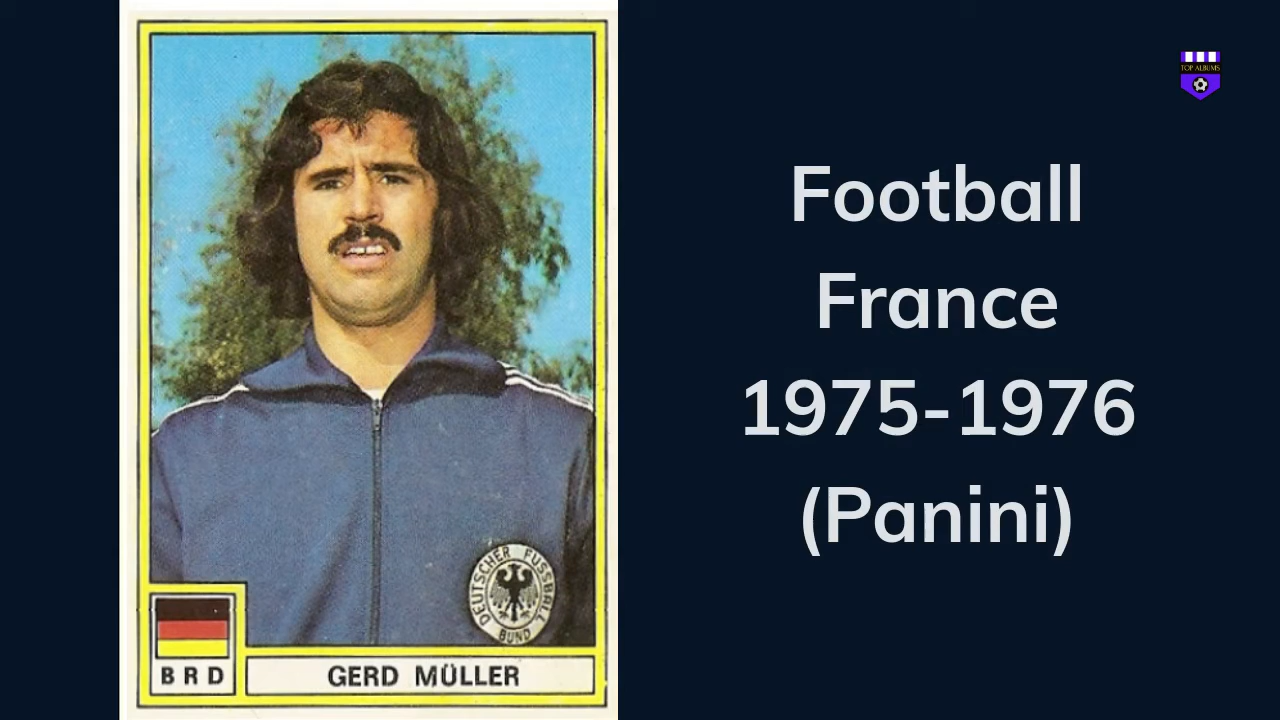 TOP ALBUMS
Football
France
1975-1976
(Panini)
DEUTSCHER FUSSBALL
BUND
BRD
GERD MÜLLER